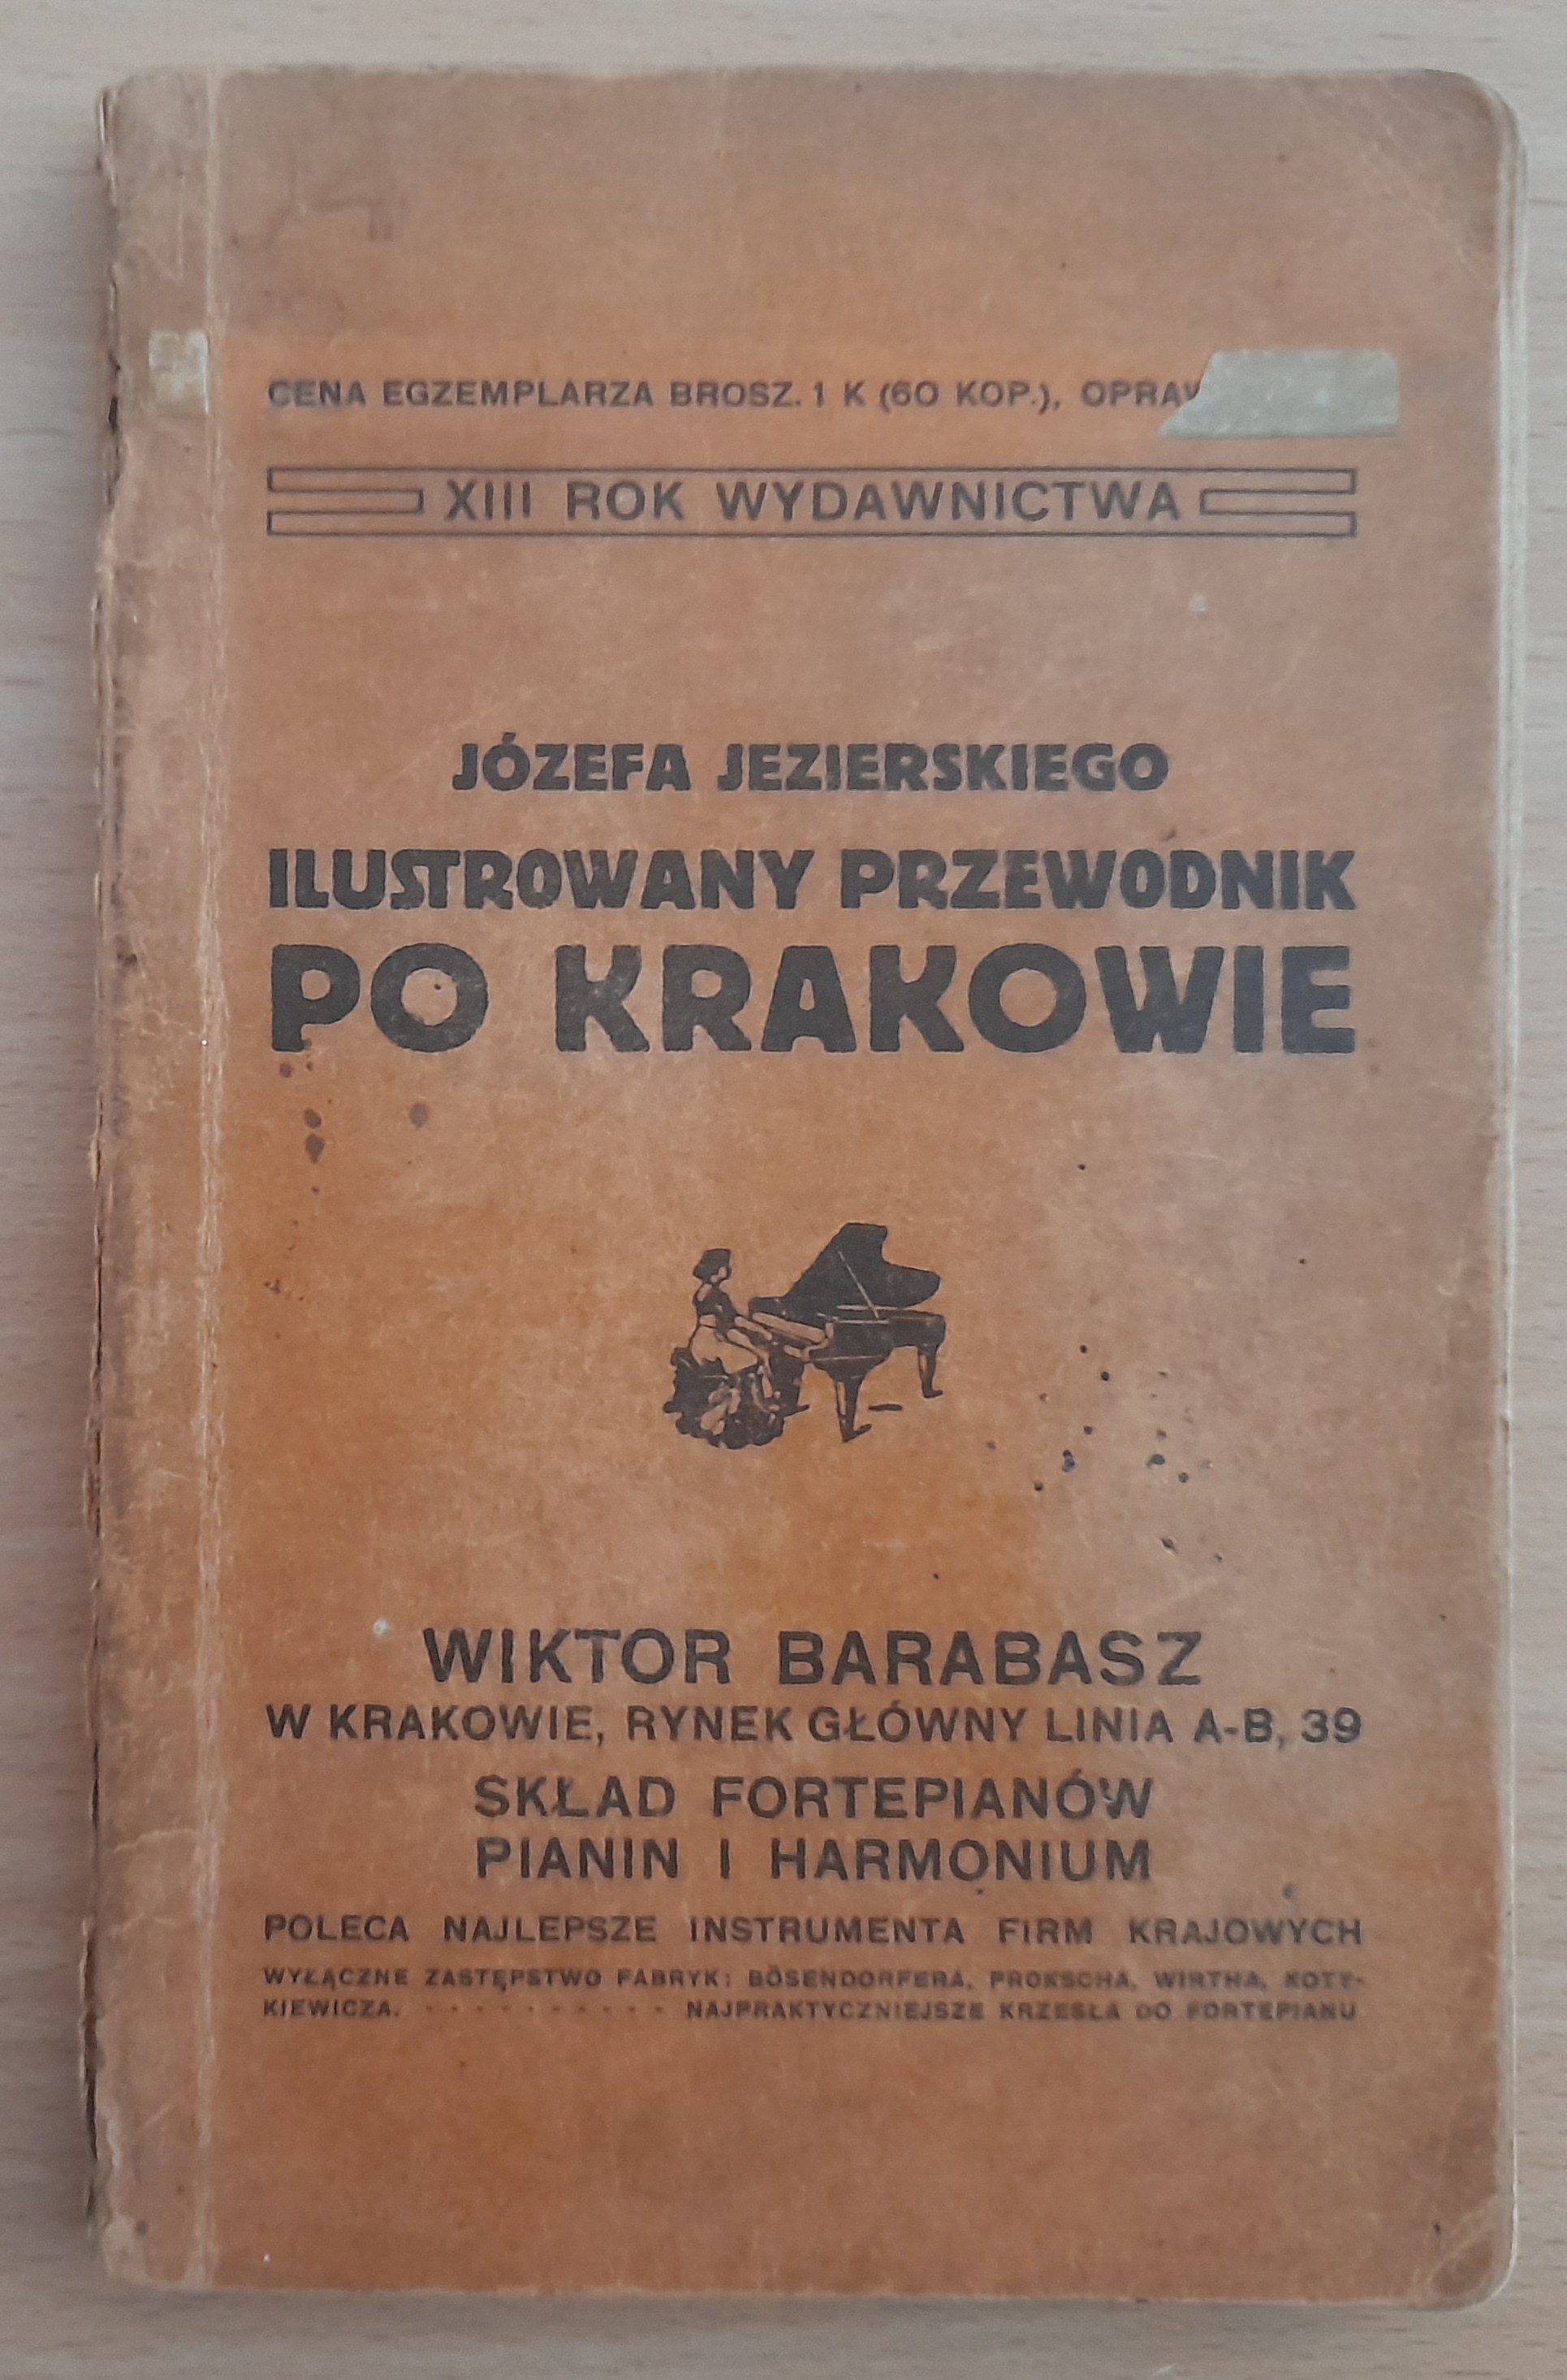 CENA EGZEMPLARZA BROSZ. 1 K (60 KOP.),
XIII ROK WYDAWNICTWA
JÓZEFA JEZIERSKIEGO
ILUSTROWANY PRZEWODNIK
PO KRAKOWIE
WIKTOR BARABASZ
W KRAKOWIE, RYNEK GŁÓWNY LINIA A-B, 39
SKŁAD FORTEPIANÓW
PIANIN I HARMONIUM
POLECA NAJLEPSZE INSTRUMENTA FIRM KRAJOWYCH
WYŁĄCZNE ZASTĘPSTWO FABRYK: BÖSENDORFERA, PROKSCHA, WIRTHA, KOTY-
KIEWICZA. - - - - - - - - - - NAJPRAKTYCZNIEJSZE KRZESŁA DO FORTEPIANU